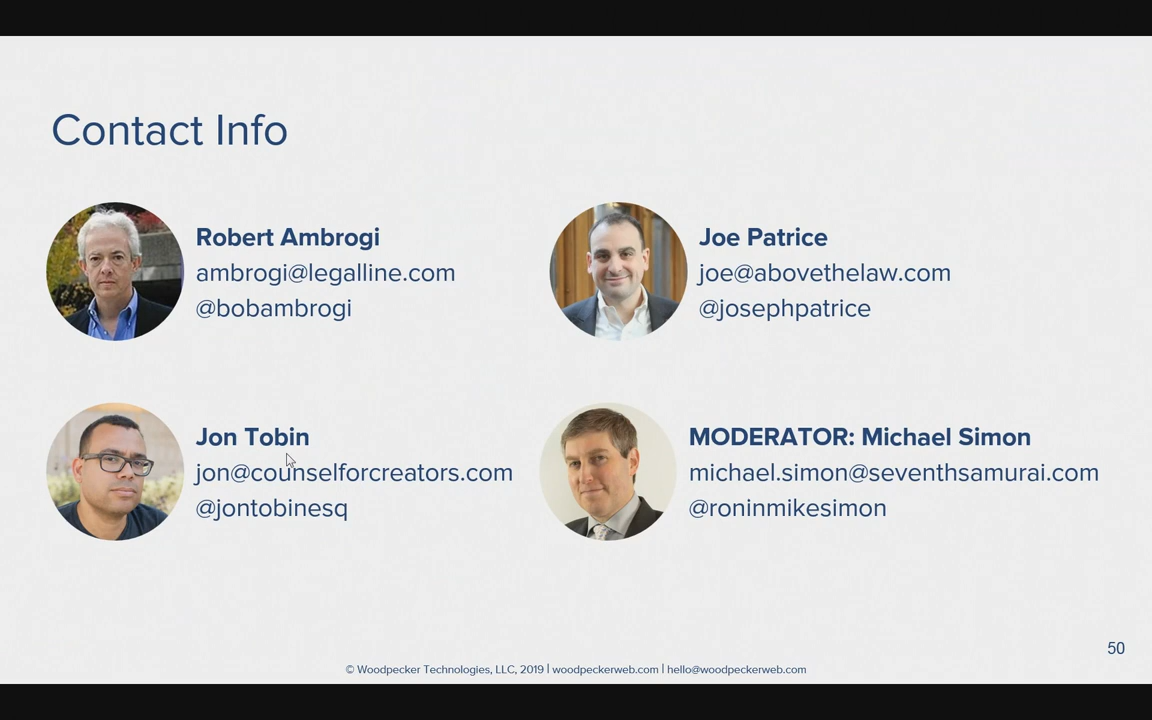 Contact Info
Robert Ambrogi
ambrogi@legalline.com
@bobambrogi
Joe Patrice
joe@abovethelaw.com
@josephpatrice
Jon Tobin
jon@counselforcreators.com
@jontobinesq
MODERATOR: Michael Simon
michael.simon@seventhsamurai.com
@roninmikesimon
50
© Woodpecker Technologies, LLC, 2019 | woodpeckerweb.com | hello@woodpeckerweb.com